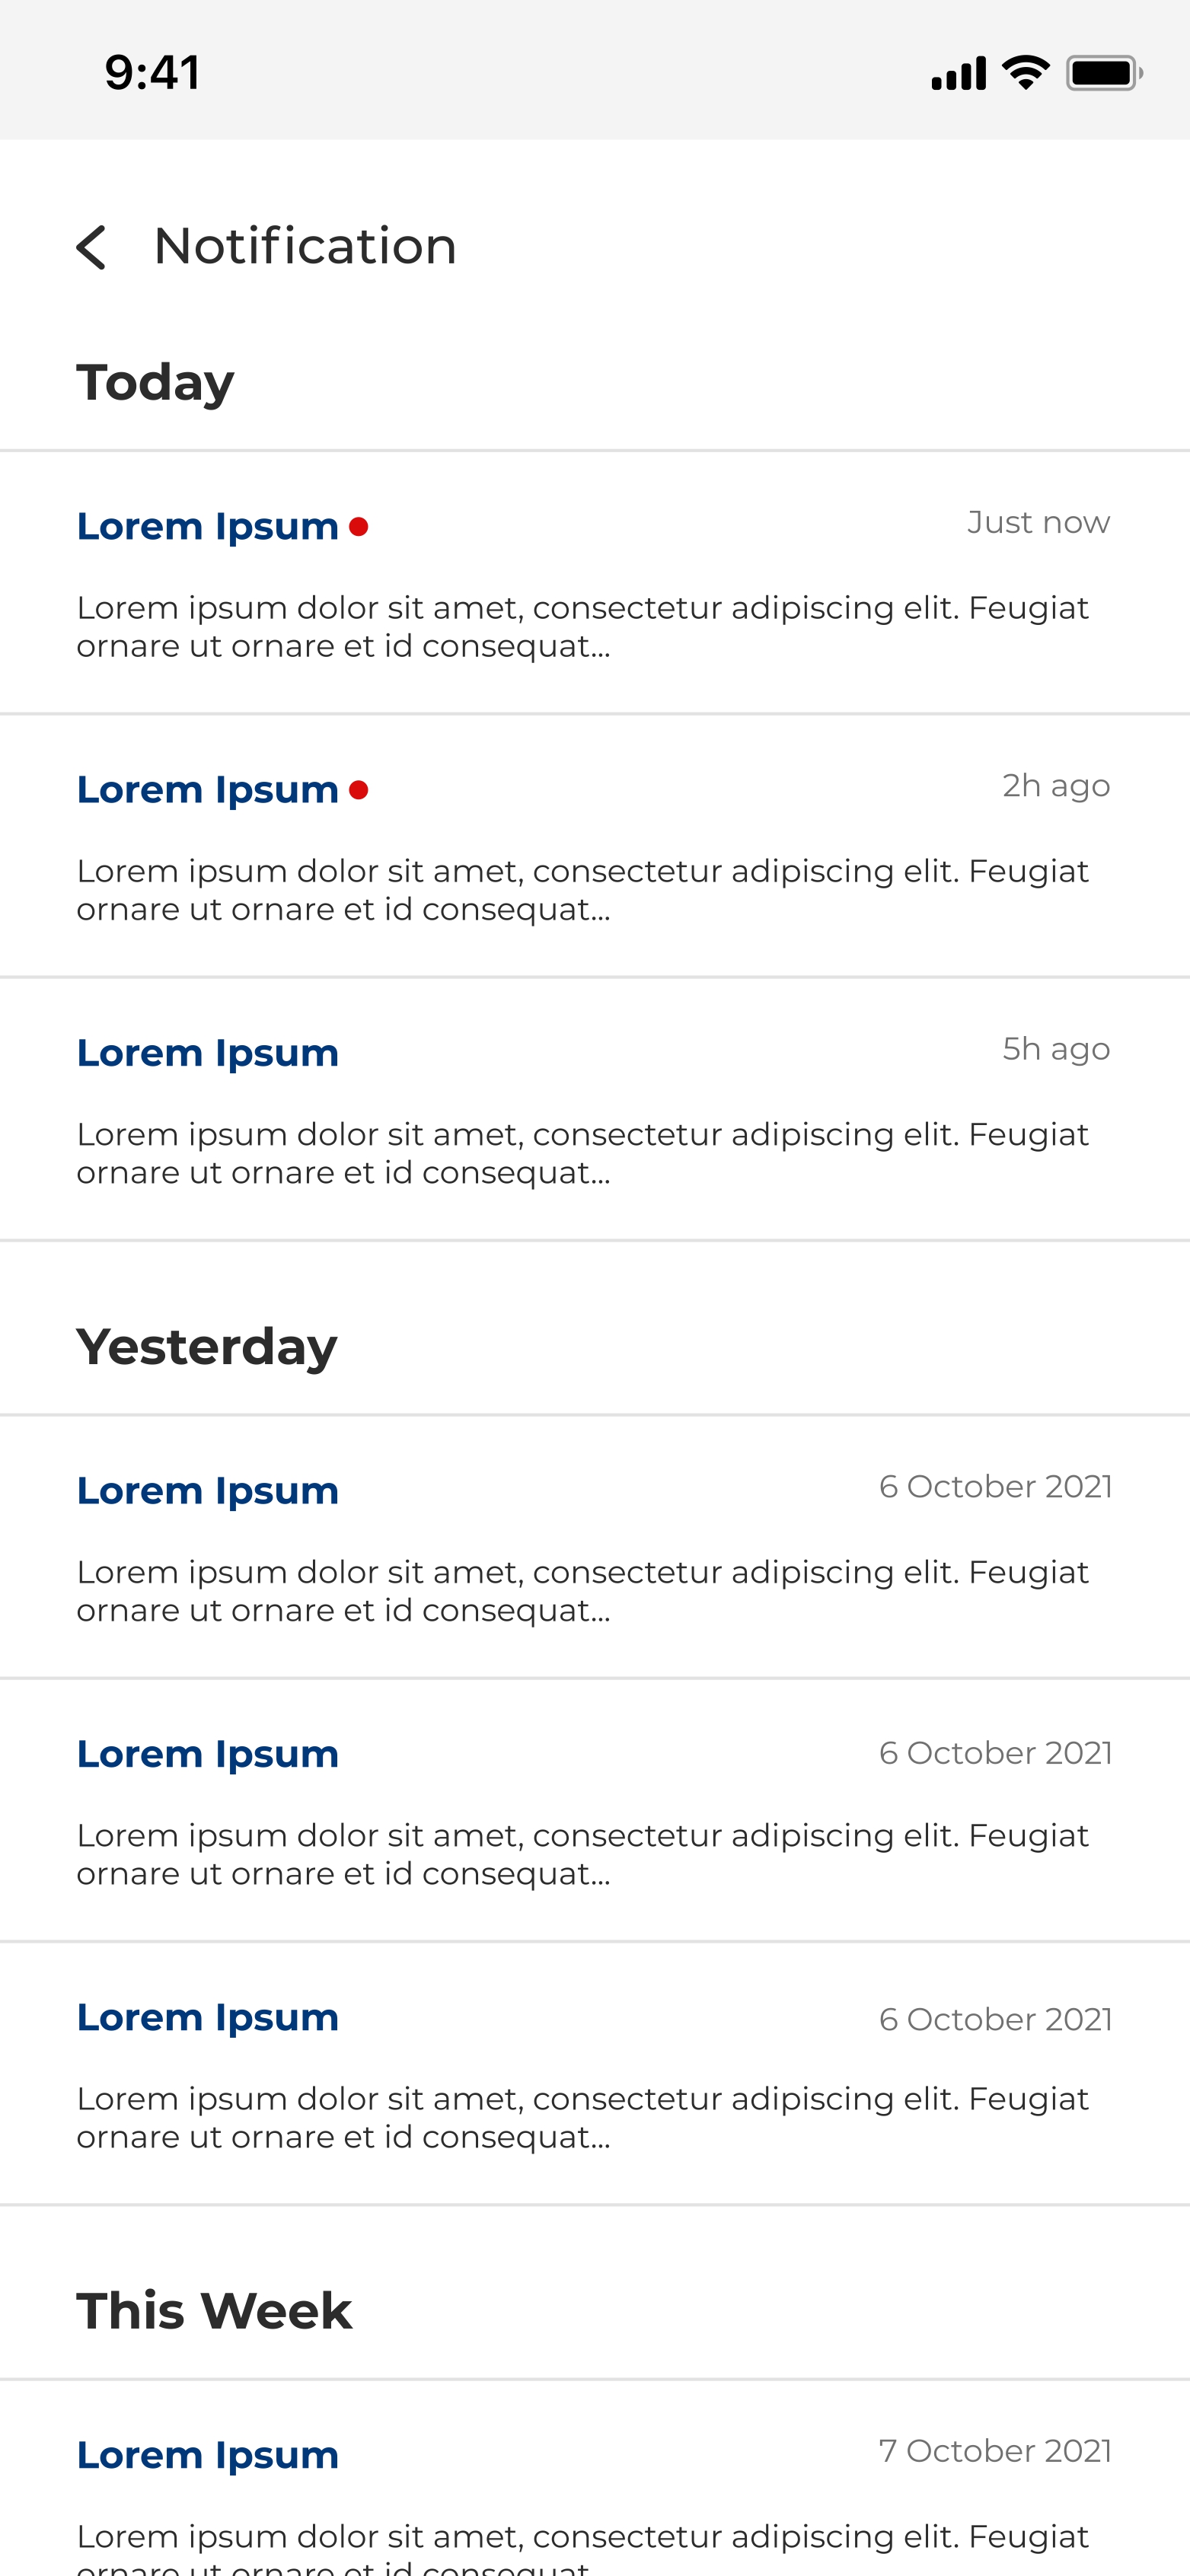 9:41
Notification
Today
Lorem Ipsum
Just now
Lorem ipsum dolor sit amet, consectetur adipiscing elit. Feugiat
ornare ut ornare et id consequat...
Lorem Ipsum
2h ago
Lorem ipsum dolor sit amet, consectetur adipiscing elit. Feugiat
ornare ut ornare et id consequat...
Lorem Ipsum
5h ago
Lorem ipsum dolor sit amet, consectetur adipiscing elit. Feugiat
ornare ut ornare et id consequat...
Yesterday
Lorem Ipsum
6 October 2021
Lorem ipsum dolor sit amet, consectetur adipiscing elit. Feugiat
ornare ut ornare et id consequat...
Lorem Ipsum
6 October 2021
Lorem ipsum dolor sit amet, consectetur adipiscing elit. Feugiat
ornare ut ornare et id consequat...
Lorem Ipsum
6 October 2021
Lorem ipsum dolor sit amet, consectetur adipiscing elit. Feugiat
ornare ut ornare et id consequat...
This Week
Lorem Ipsum
7 October 2021
Lorem ipsum dolor sit amet, consectetur adipiscing elit. Feugiat
ornare ut ornare et id consequat